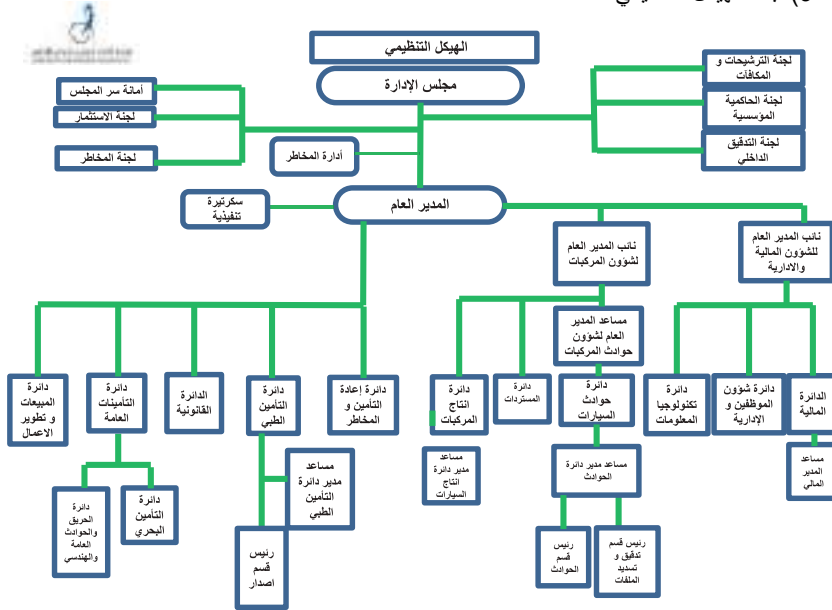 الهيكل التنظيمي
مجلس الإدارة
لجنة الترشيحات و
المكافآت
لجنة الحاكمية
المؤسسية
لجنة التدقيق
الداخلي
أمانة سر المجلس
لجنة الاستثمار
لجنة المخاطر
أدارة المخاطر
المدير العام
سكرتيرة
تنفيذية
نائب المدير العام
للشؤون المالية
والادارية
نائب المدير العام
لشؤون المركبات
مساعد المدير
العام لشؤون
حوادث المركبات
الدائرة
المالية
دائرة شؤون
الموظفين و
الإدارية
دائرة
تكنولوجيا
المعلومات
دائرة
حوادث
السيارات
دائرة
المستردات
دائرة
انتاج
المركبات
دائرة إعادة
التأمين و
المخاطر
دائرة
التأمين
الطبي
الدائرة
القانونية
دائرة
التأمينات
العامة
دائرة
المبيعات
و تطوير
الاعمال
مساعد
المدير
المالي
مساعد مدير دائرة
الحوادث
مساعد
مدير دائرة
انتاج
السيارات
مساعد
مدير دائرة
التأمين
الطبي
دائرة
التأمين
البحري
دائرة
الحريق
والحوادث
العامة
والهندسي
رئيس قسم
تدقيق و
تسديد
الملفات
رئيس
قسم
الحوادث
رئيس
قسم
اصدار